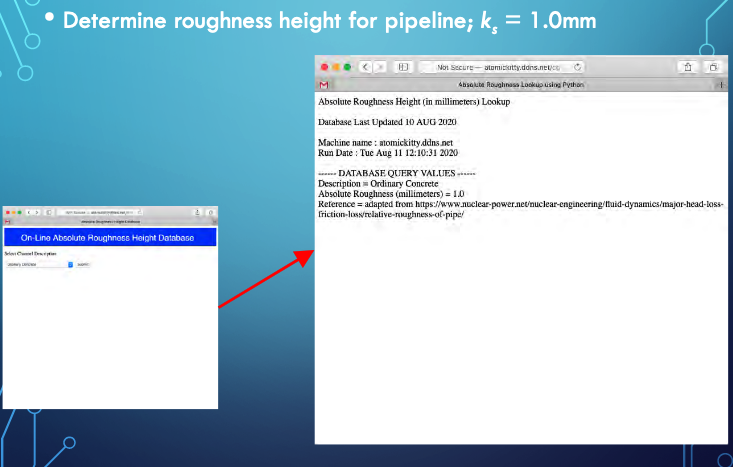 • Determine roughness height for pipeline; kₛ = 1.0mm
Not Secure — atomickitty.ddns.net/cg
Absolute Roughness Lookup using Python
Absolute Roughness Height (in millimeters) Lookup
Database Last Updated 10 AUG 2020
Machine name : atomickitty.ddns.net
Run Date : Tue Aug 11 12:10:31 2020
------ DATABASE QUERY VALUES ------
Description = Ordinary Concrete
Absolute Roughness (millimeters) = 1.0
Reference = adapted from https://www.nuclear-power.net/nuclear-engineering/fluid-dynamics/major-head-loss-
friction-loss/relative-roughness-of-pipe/
On-Line Absolute Roughness Height Database
Select Channel Description
Ordinary Concrete
Submit